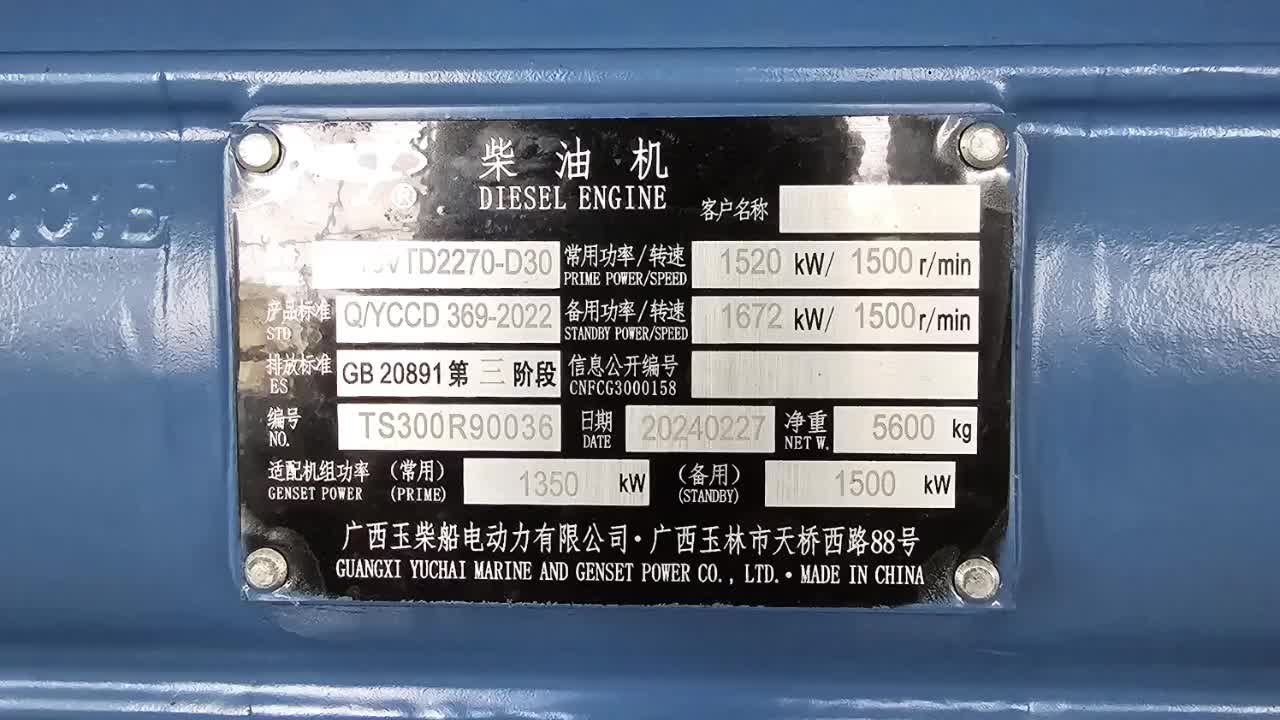 ®
柴油机
DIESEL ENGINE
客户名称
VTD2270-D30
常用功率/转速 1520 kW/ 1500 r/min
PRIME POWER/SPEED
产品标准 Q/YCCD 369-2022
STD
备用功率/转速 1672 kW/ 1500 r/min
STANDBY POWER/SPEED
排放标准 GB 20891 第三阶段
ES
信息公开编号
CNFCG3000158
编号 TS300R90036
NO.
日期 20240227
DATE
净重 5600 kg
NET W.
适配机组功率 (常用) 1350 kW (备用) 1500 kW
GENSET POWER (PRIME) (STANDBY)
广西玉柴船电动力有限公司·广西玉林市天桥西路88号
GUANGXI YUCHAI MARINE AND GENSET POWER CO., LTD.·MADE IN CHINA